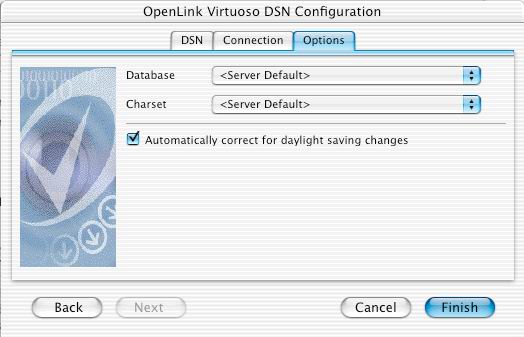 OpenLink Virtuoso DSN Configuration
DSN Connection Options
Database <Server Default>
Charset <Server Default>
Automatically correct for daylight saving changes
Back Next Cancel Finish